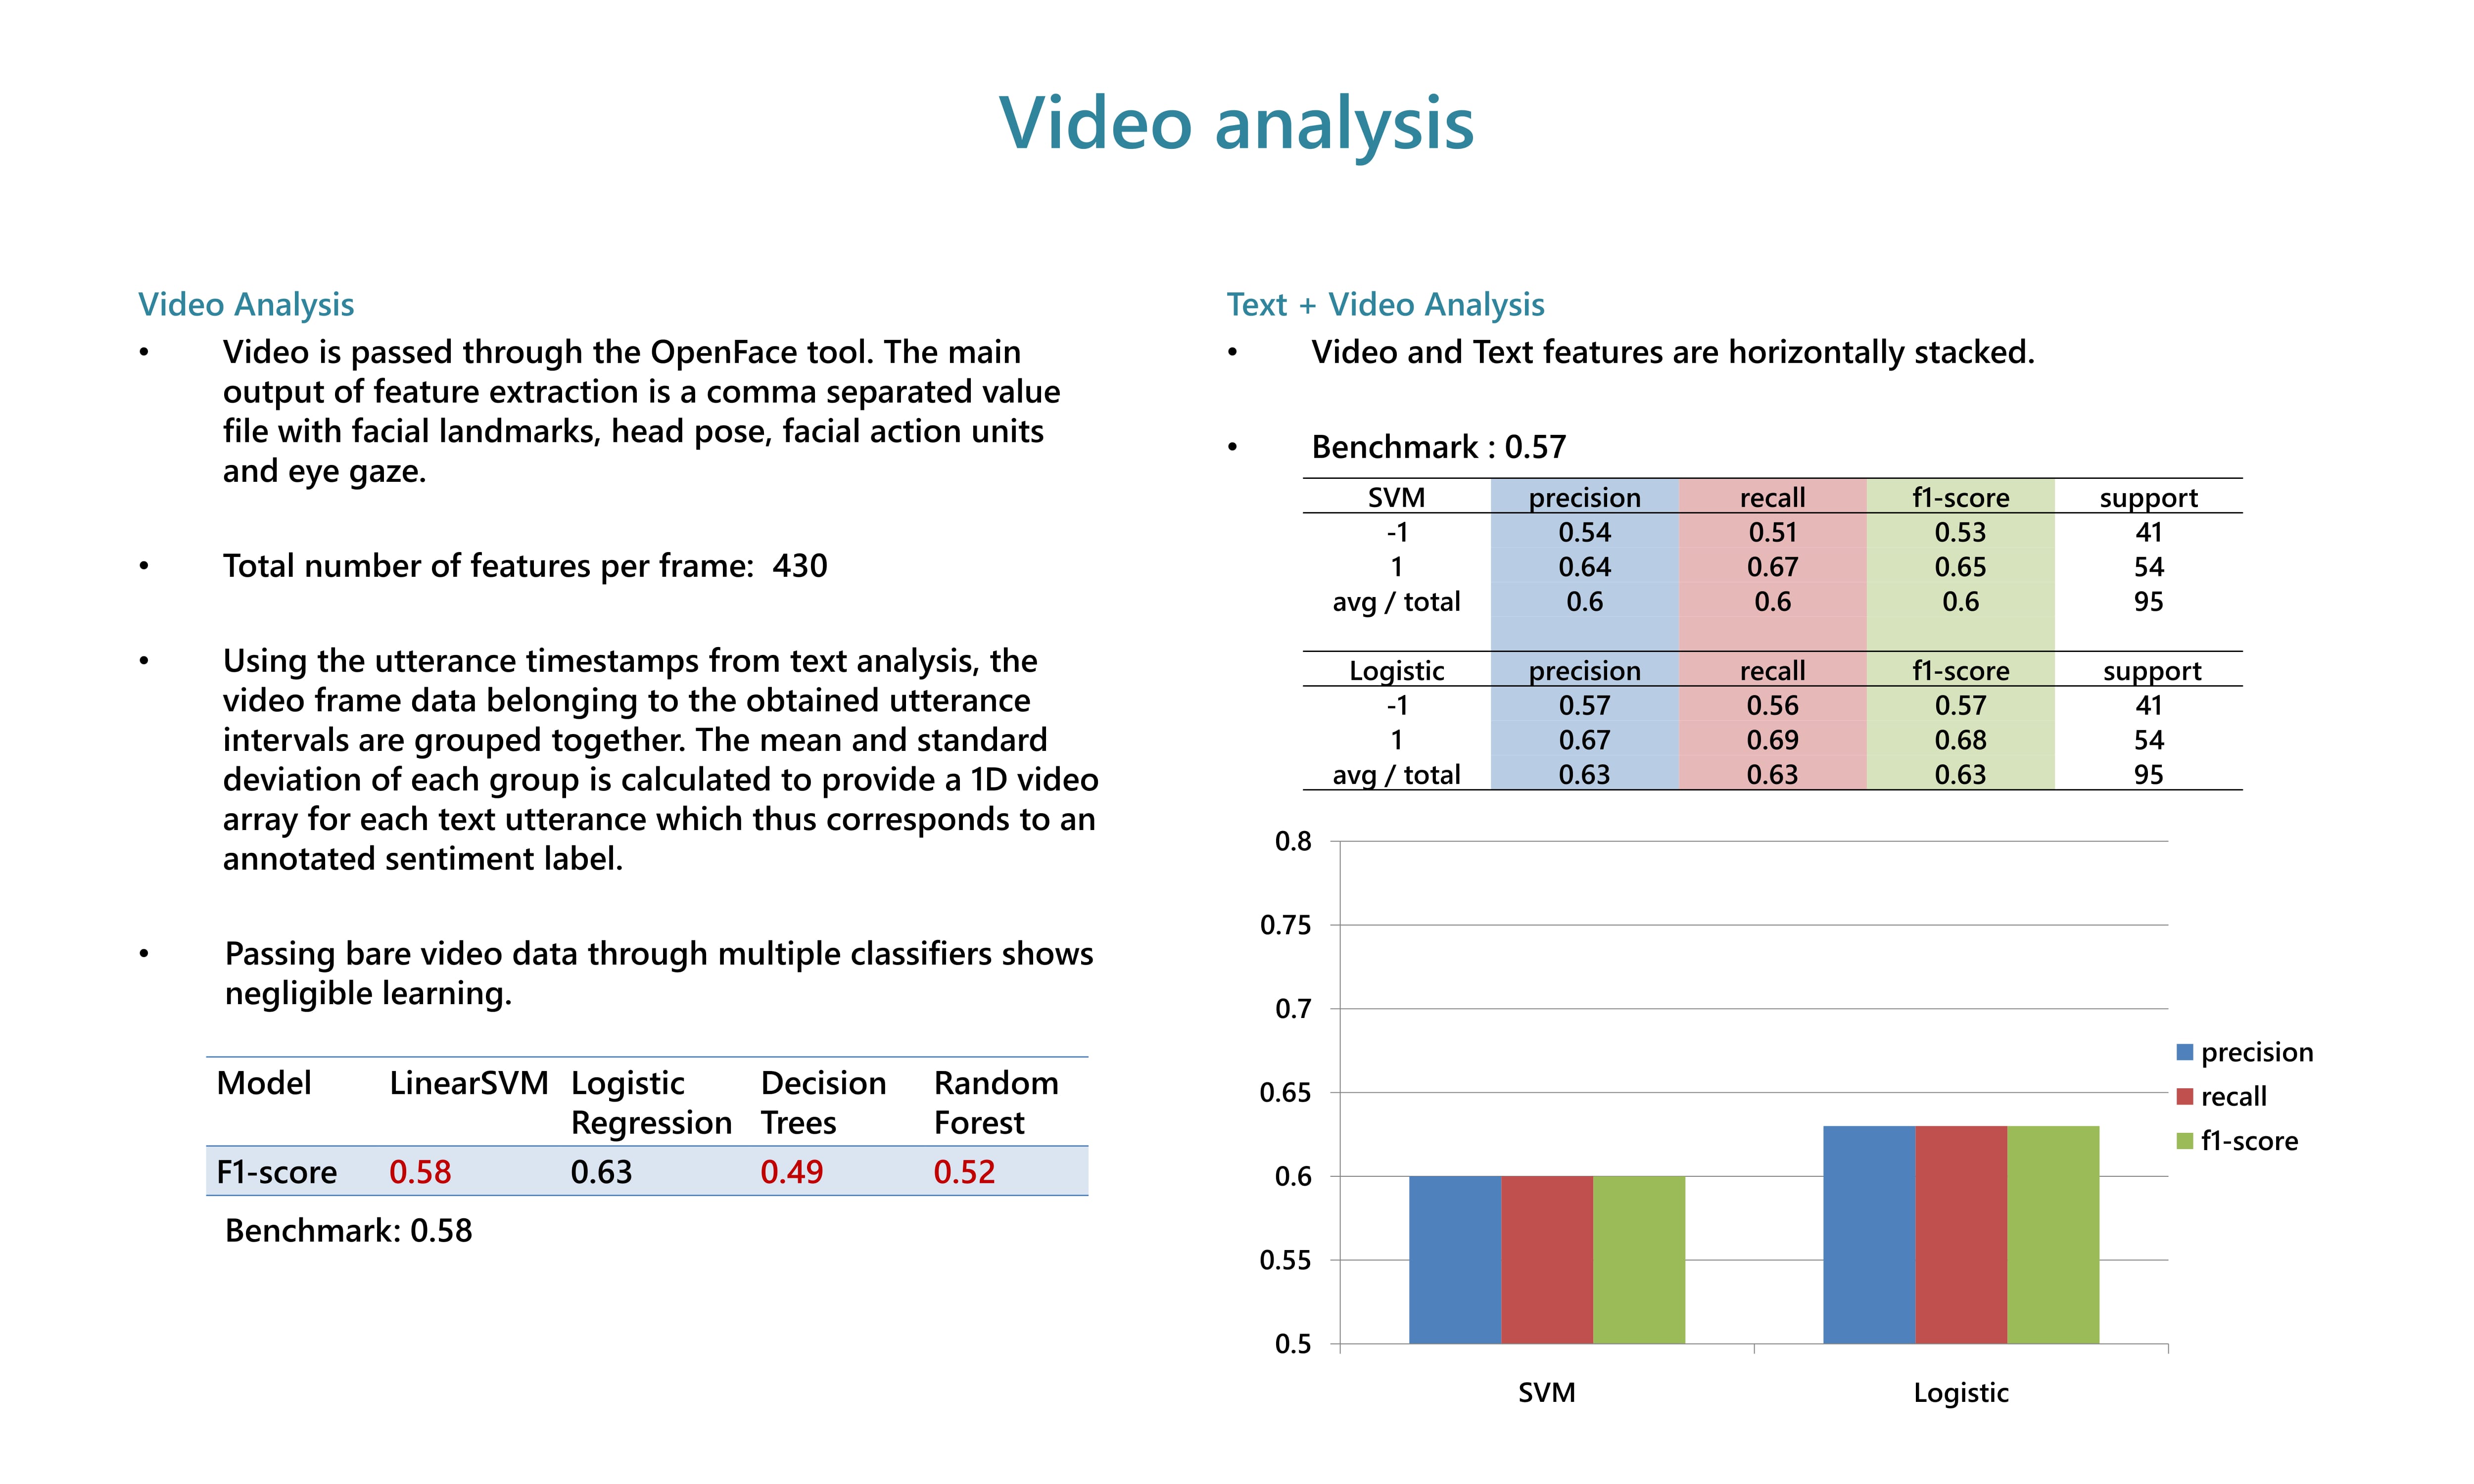 Video analysis
Video Analysis
• Video is passed through the OpenFace tool. The main
output of feature extraction is a comma separated value
file with facial landmarks, head pose, facial action units
and eye gaze.
• Total number of features per frame: 430
• Using the utterance timestamps from text analysis, the
video frame data belonging to the obtained utterance
intervals are grouped together. The mean and standard
deviation of each group is calculated to provide a 1D video
array for each text utterance which thus corresponds to an
annotated sentiment label.
• Passing bare video data through multiple classifiers shows
negligible learning.
Model LinearSVM Logistic Decision Random
Regression Trees Forest
F1-score 0.58 0.63 0.49 0.52
Benchmark: 0.58
Text + Video Analysis
• Video and Text features are horizontally stacked.
• Benchmark : 0.57
SVM precision recall f1-score support
-1 0.54 0.51 0.53 41
1 0.64 0.67 0.65 54
avg / total 0.6 0.6 0.6 95
Logistic precision recall f1-score support
-1 0.57 0.56 0.57 41
1 0.67 0.69 0.68 54
avg / total 0.63 0.63 0.63 95
0.8
0.75
0.7
0.65
0.6
0.55
0.5
SVM Logistic
precision
recall
f1-score